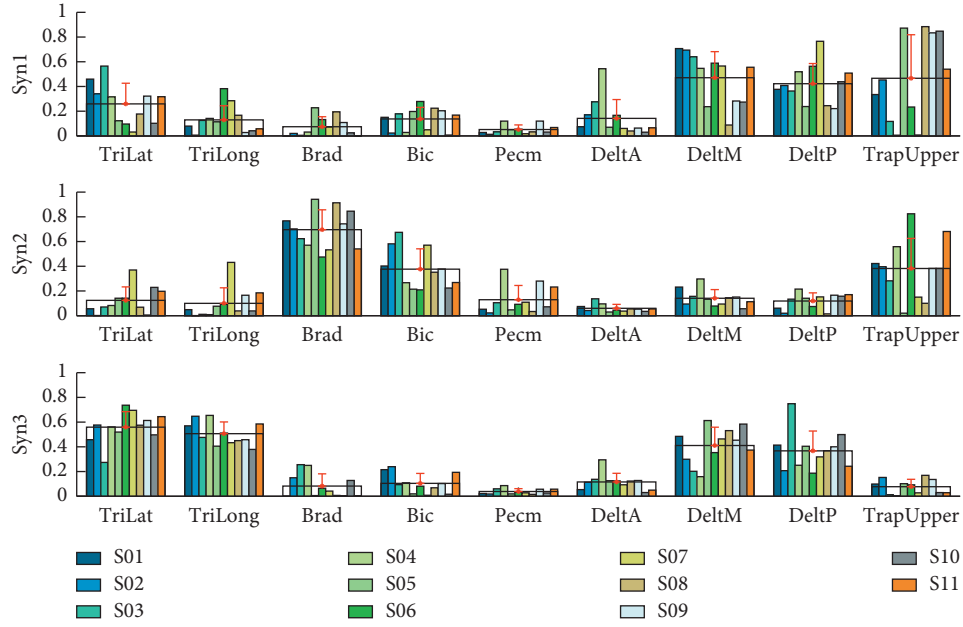 1
0.8
0.6
0.4
0.2
0
Syn1
TriLat TriLong Brad Bic Pecm DeltA DeltM DeltP TrapUpper
1
0.8
0.6
0.4
0.2
0
Syn2
TriLat TriLong Brad Bic Pecm DeltA DeltM DeltP TrapUpper
1
0.8
0.6
0.4
0.2
0
Syn3
TriLat TriLong Brad Bic Pecm DeltA DeltM DeltP TrapUpper
S01 S04 S07 S10
S02 S05 S08 S11
S03 S06 S09